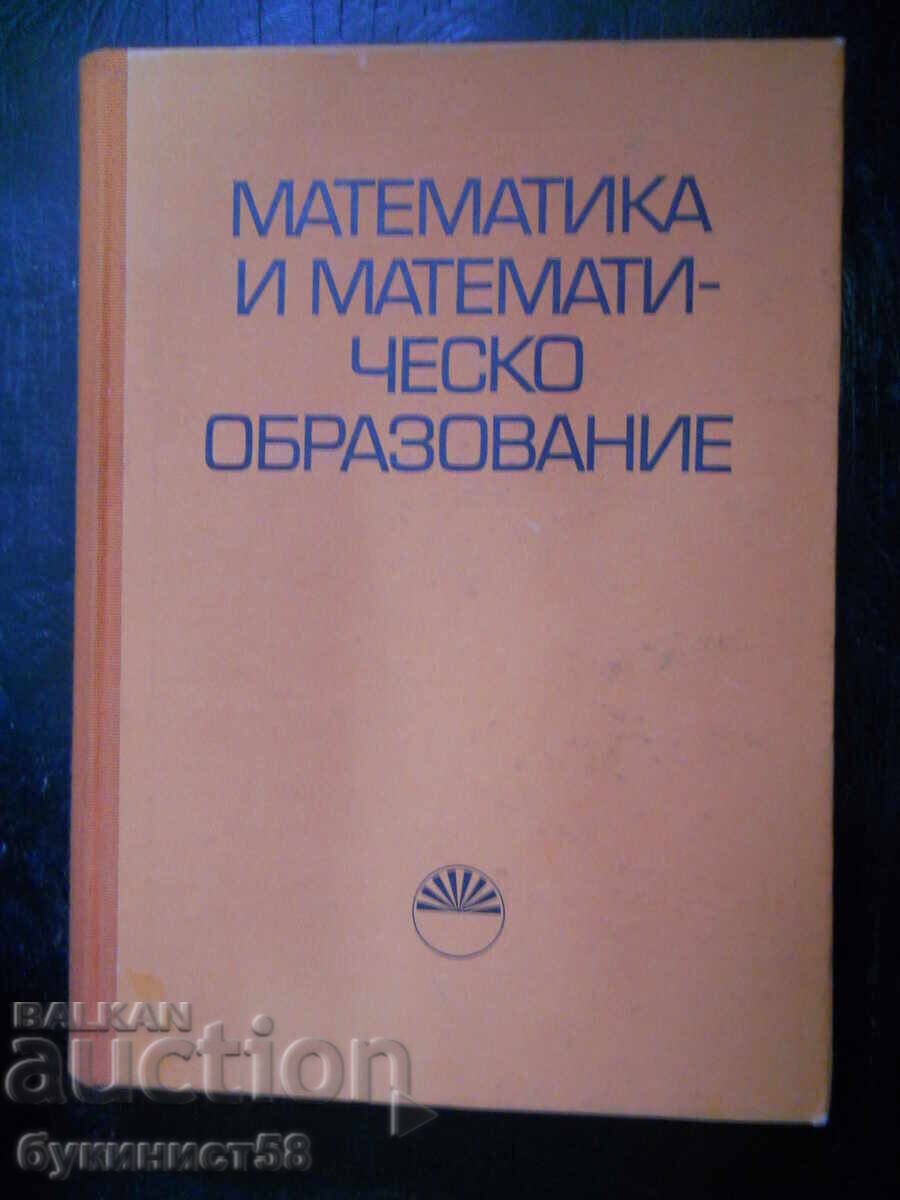 МАТЕМАТИКА
И МАТЕМАТИ-
ЧЕСКО
ОБРАЗОВАНИЕ
BALKAN
auction
букинист58